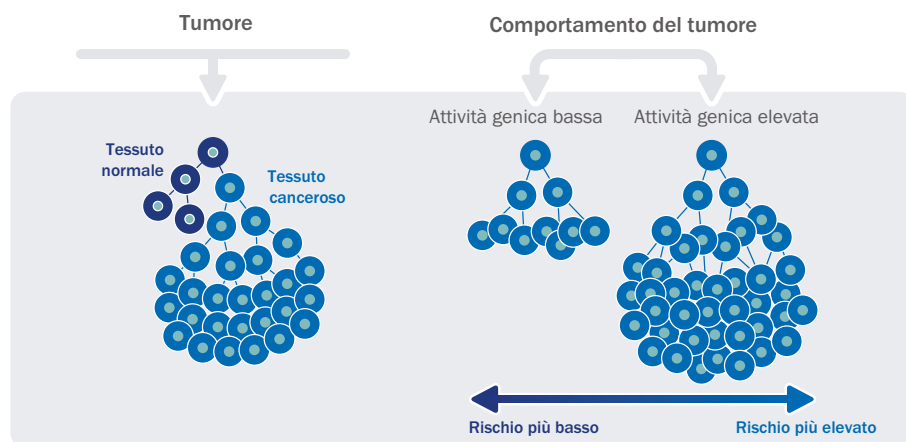 Tumore
Comportamento del tumore
Attività genica bassa
Attività genica elevata
Tessuto
normale
Tessuto
canceroso
Rischio più basso
Rischio più elevato